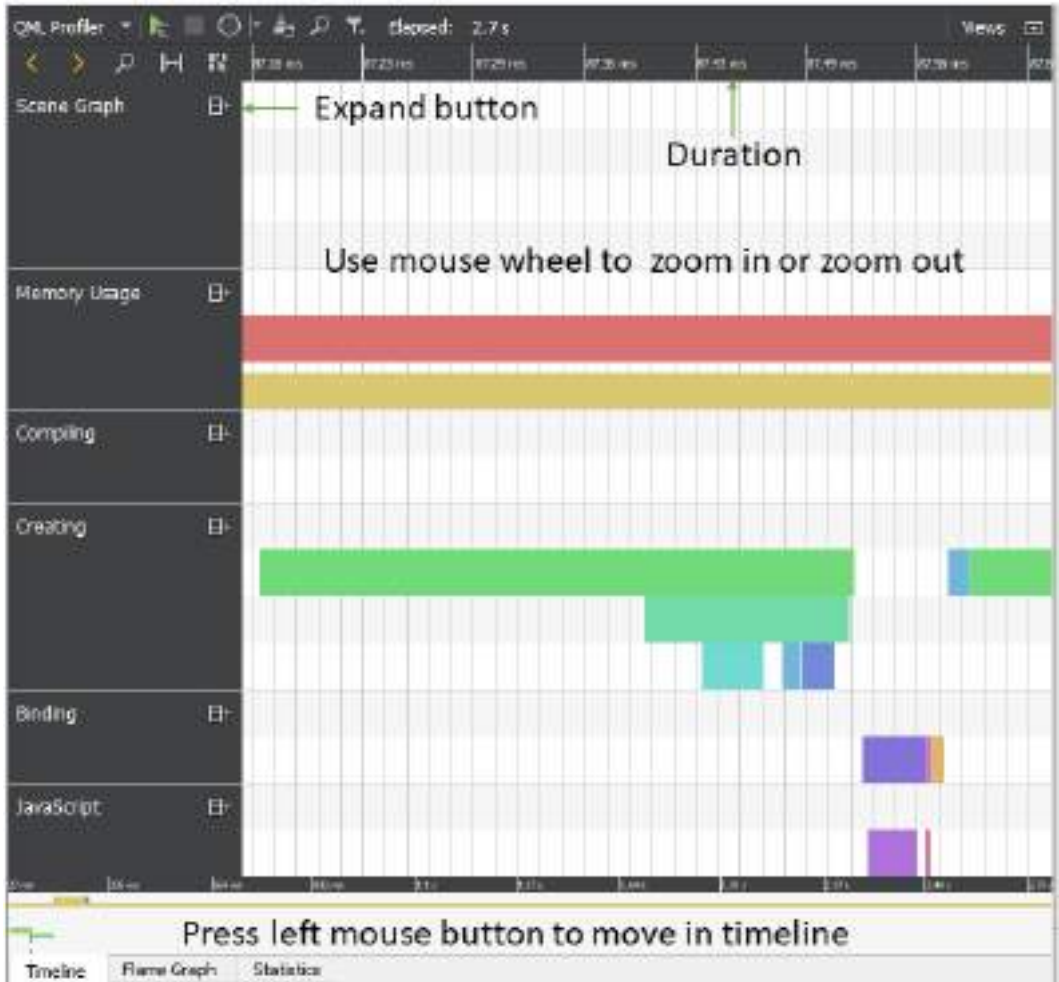 QML Profiler Elapsed: 2.7 s Views
Scene Graph
Expand button
Duration
Use mouse wheel to zoom in or zoom out
Memory Usage
Compiling
Creating
Binding
JavaScript
Press left mouse button to move in timeline
Timeline Flame Graph Statistics